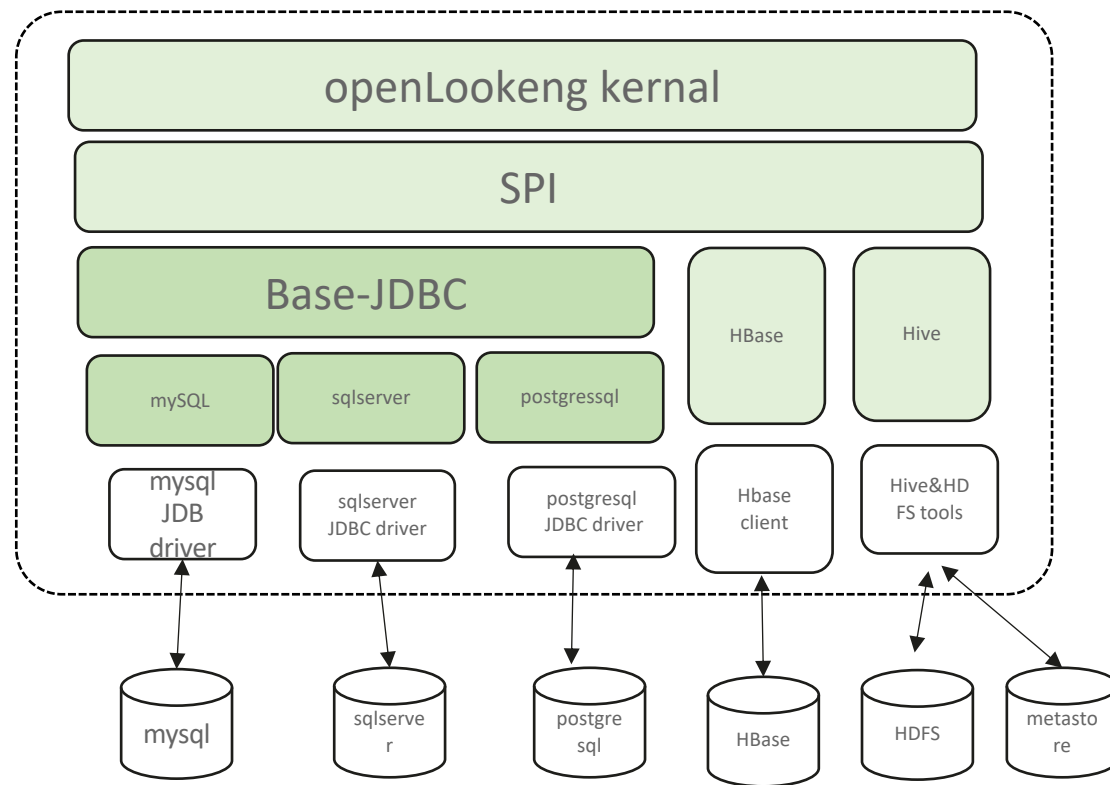 openLookeng kernal
SPI
Base-JDBC
HBase
Hive
mySQL
sqlserver
postgressql
mysql
JDB
driver
sqlserver
JDBC driver
postgresql
JDBC driver
Hbase
client
Hive&HD
FS tools
mysql
sqlserve
r
postgre
sql
HBase
HDFS
metasto
re